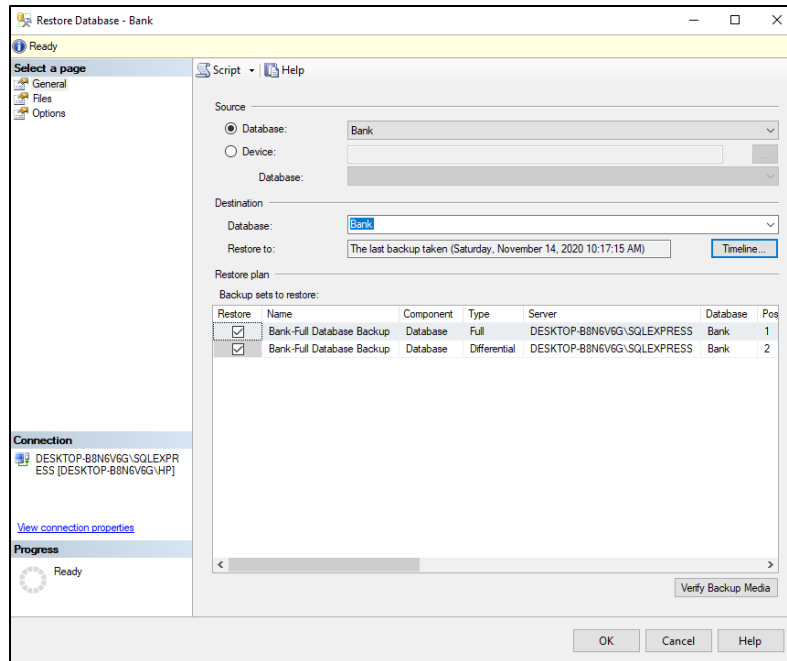 Restore Database - Bank
Ready
Select a page
General
Files
Options
Script
Help
Source
Database:
Bank
Device:
...
Database:
Destination
Database:
Bank
Restore to:
The last backup taken (Saturday, November 14, 2020 10:17:15 AM)
Timeline...
Restore plan
Backup sets to restore:
Restore Name Component Type Server Database Pos
Bank-Full Database Backup Database Full DESKTOP-B8N6V6G\SQLEXPRESS Bank 1
Bank-Full Database Backup Database Differential DESKTOP-B8N6V6G\SQLEXPRESS Bank 2
Connection
DESKTOP-B8N6V6G\SQLEXPR
ESS [DESKTOP-B8N6V6G\HP]
View connection properties
Progress
Ready
Verify Backup Media
OK Cancel Help